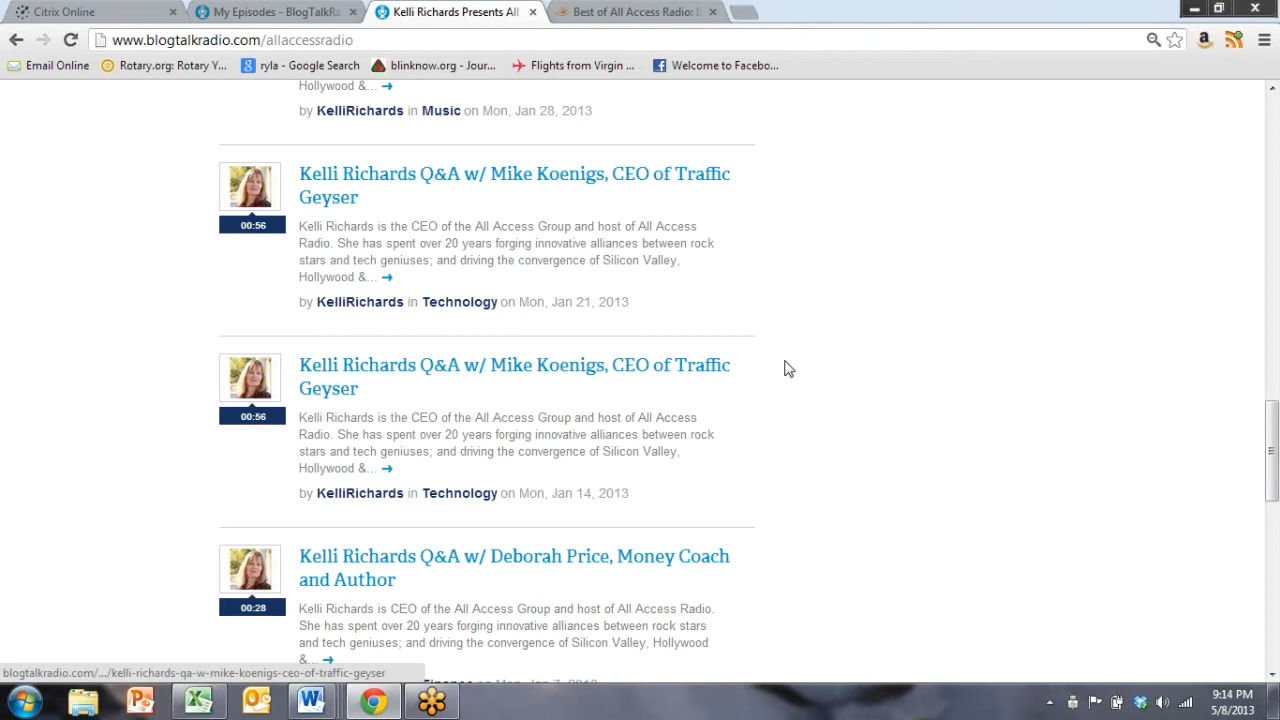 Citrix Online
My Episodes - BlogTalkRa
Kelli Richards Presents All
Best of All Access Radio: I
www.blogtalkradio.com/allaccessradio
Email Online
Rotary.org: Rotary Y...
ryla - Google Search
blinknow.org - Jour...
Flights from Virgin ...
Welcome to Facebo...
Hollywood &...
by KelliRichards in Music on Mon, Jan 28, 2013
Kelli Richards Q&A w/ Mike Koenigs, CEO of Traffic
Geyser
00:56
Kelli Richards is the CEO of the All Access Group and host of All Access
Radio. She has spent over 20 years forging innovative alliances between rock
stars and tech geniuses; and driving the convergence of Silicon Valley,
Hollywood &...
by KelliRichards in Technology on Mon, Jan 21, 2013
Kelli Richards Q&A w/ Mike Koenigs, CEO of Traffic
Geyser
00:56
Kelli Richards is the CEO of the All Access Group and host of All Access
Radio. She has spent over 20 years forging innovative alliances between rock
stars and tech geniuses; and driving the convergence of Silicon Valley,
Hollywood &...
by KelliRichards in Technology on Mon, Jan 14, 2013
Kelli Richards Q&A w/ Deborah Price, Money Coach
and Author
00:28
Kelli Richards is CEO of the All Access Group and host of All Access Radio.
She has spent over 20 years forging innovative alliances between rock stars
and tech geniuses; and driving the convergence of Silicon Valley, Hollywood
&...
blogtalkradio.com/.../kelli-richards-qa-w-mike-koenigs-ceo-of-traffic-geyser
9:14 PM
5/8/2013